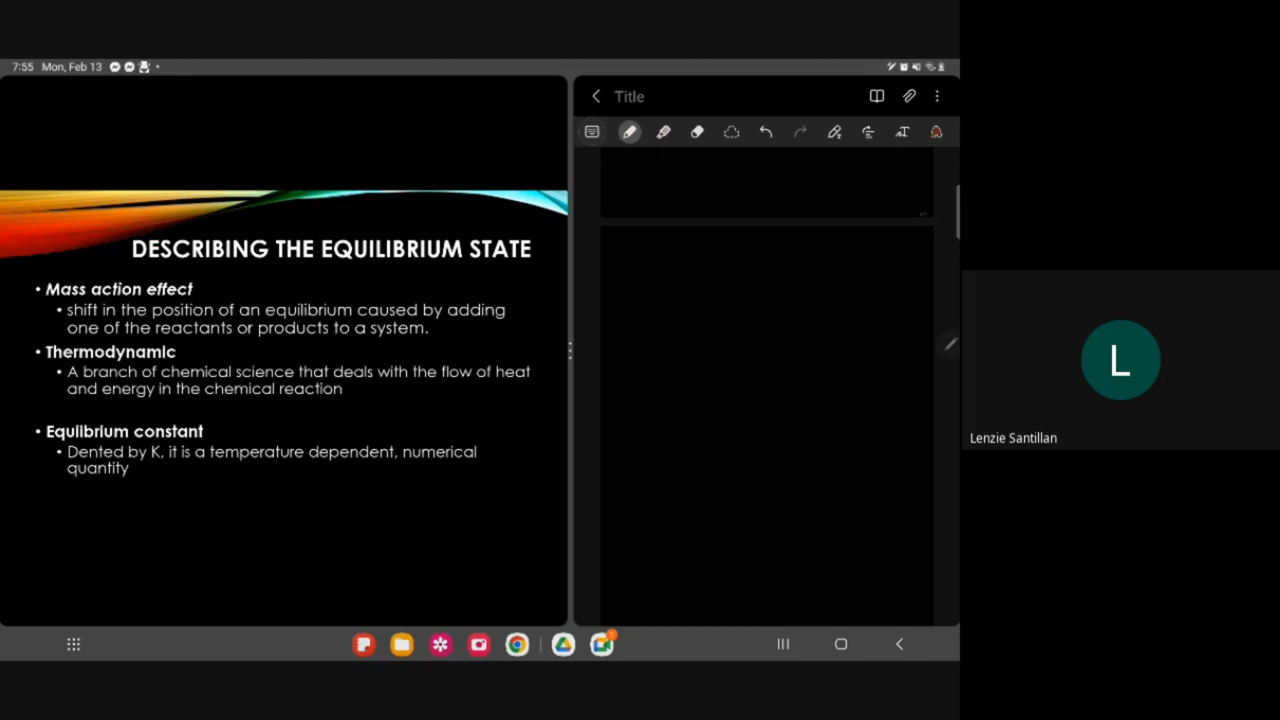 7:55 Mon, Feb 13
Title
DESCRIBING THE EQUILIBRIUM STATE
• Mass action effect
• shift in the position of an equilibrium caused by adding
one of the reactants or products to a system.
• Thermodynamic
• A branch of chemical science that deals with the flow of heat
and energy in the chemical reaction
• Equlibrium constant
• Dented by K, it is a temperature dependent, numerical
quantity
L
Lenzie Santillan